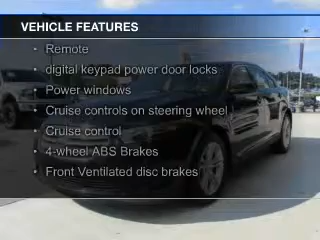 VEHICLE FEATURES
• Remote
• digital keypad power door locks
• Power windows
• Cruise controls on steering wheel
• Cruise control
• 4-wheel ABS Brakes
• Front Ventilated disc brakes